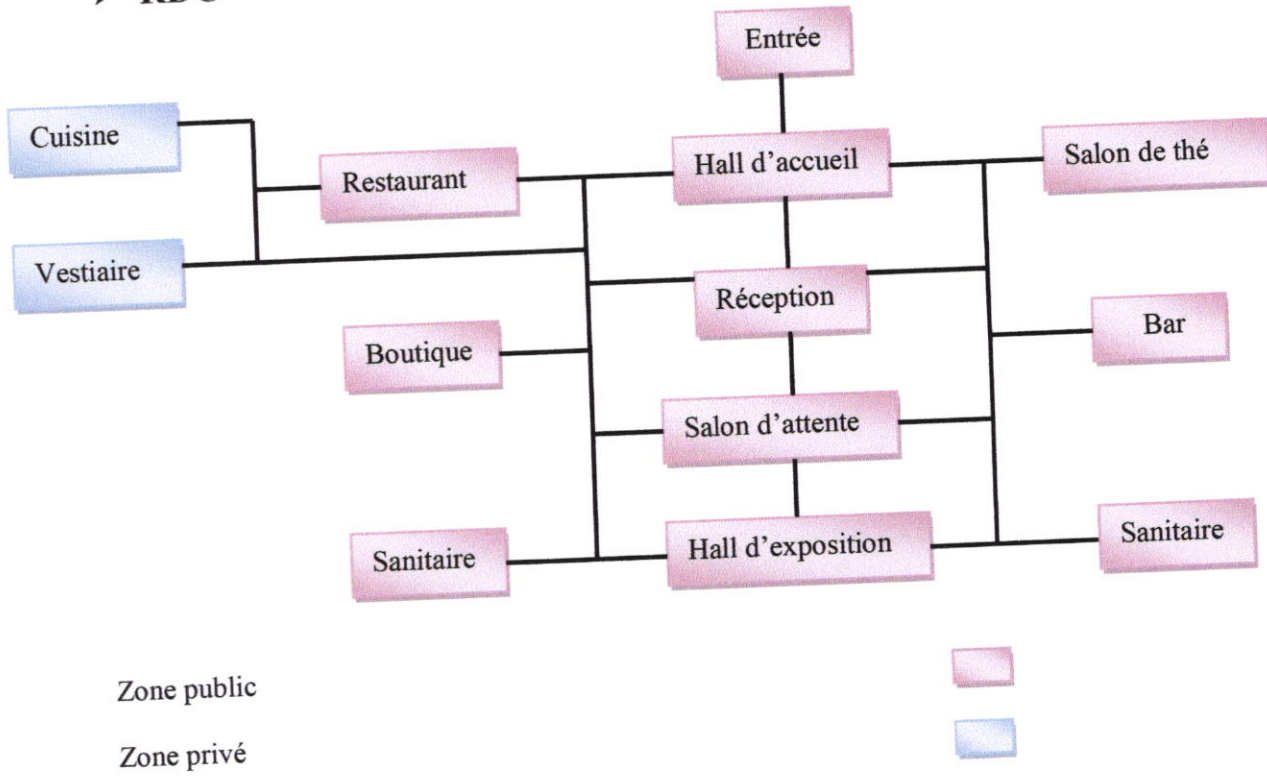 Entrée
Cuisine
Restaurant
Hall d'accueil
Salon de thé
Vestiaire
Réception
Boutique
Bar
Salon d'attente
Sanitaire
Hall d'exposition
Sanitaire
Zone public
Zone privé